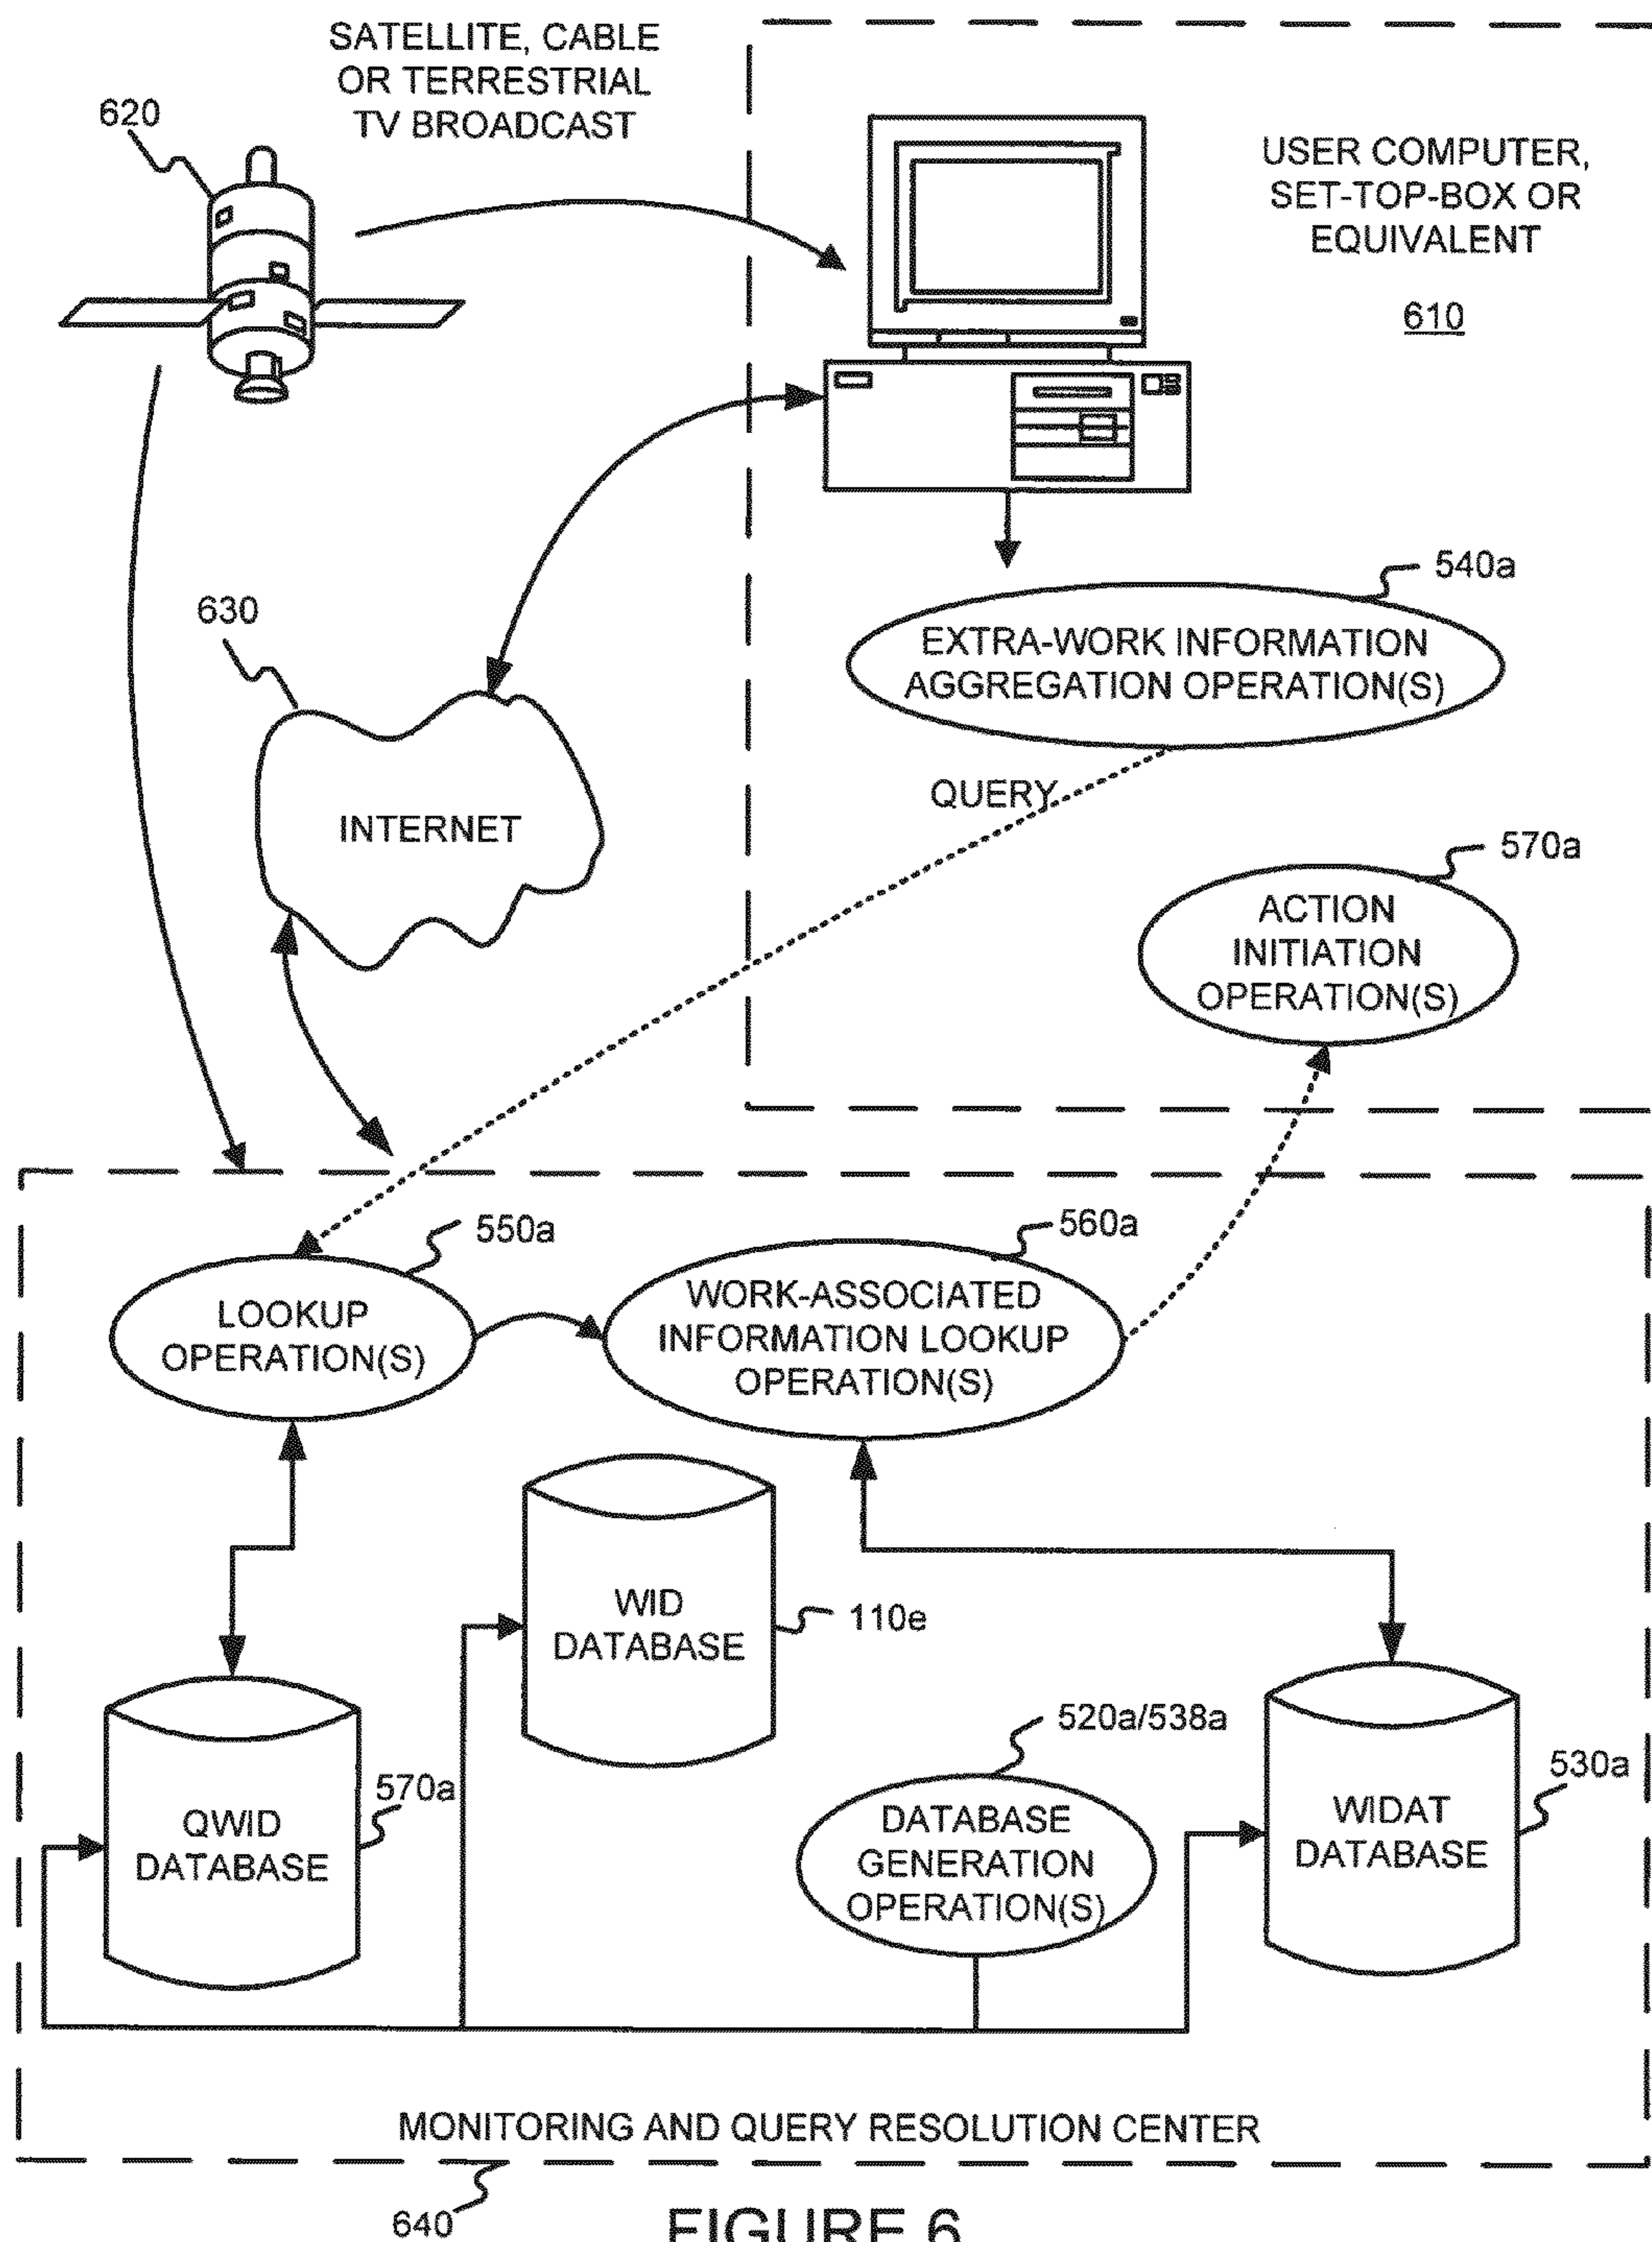 SATELLITE, CABLE
OR TERRESTRIAL
TV BROADCAST
620
USER COMPUTER,
SET-TOP-BOX OR
EQUIVALENT
610
540a
EXTRA-WORK INFORMATION
AGGREGATION OPERATION(S)
630
QUERY
INTERNET
570a
ACTION
INITIATION
OPERATION(S)
550a
560a
LOOKUP
OPERATION(S)
WORK-ASSOCIATED
INFORMATION LOOKUP
OPERATION(S)
WID
DATABASE
110e
520a/538a
530a
570a
QWID
DATABASE
DATABASE
GENERATION
OPERATION(S)
WIDAT
DATABASE
MONITORING AND QUERY RESOLUTION CENTER
640
FIGURE 6